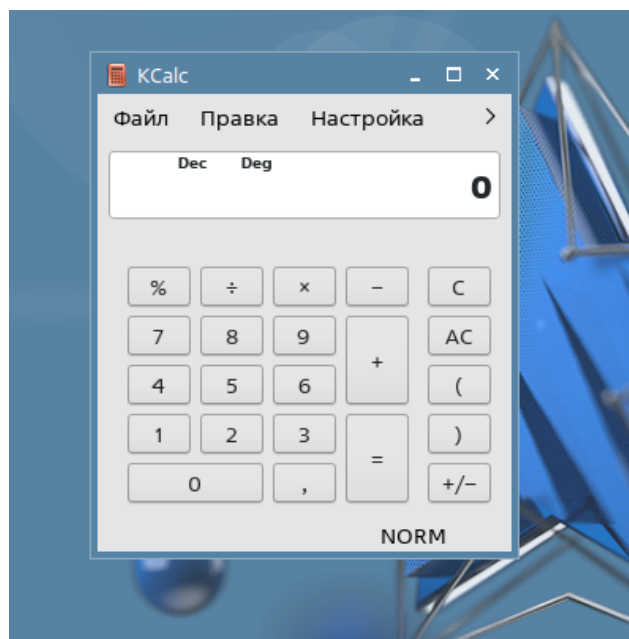 KCalc
Файл Правка Настройка >
Dec Deg
0
% ÷ × − C
7 8 9 + AC
4 5 6 (
1 2 3 = )
0 , +/−
NORM